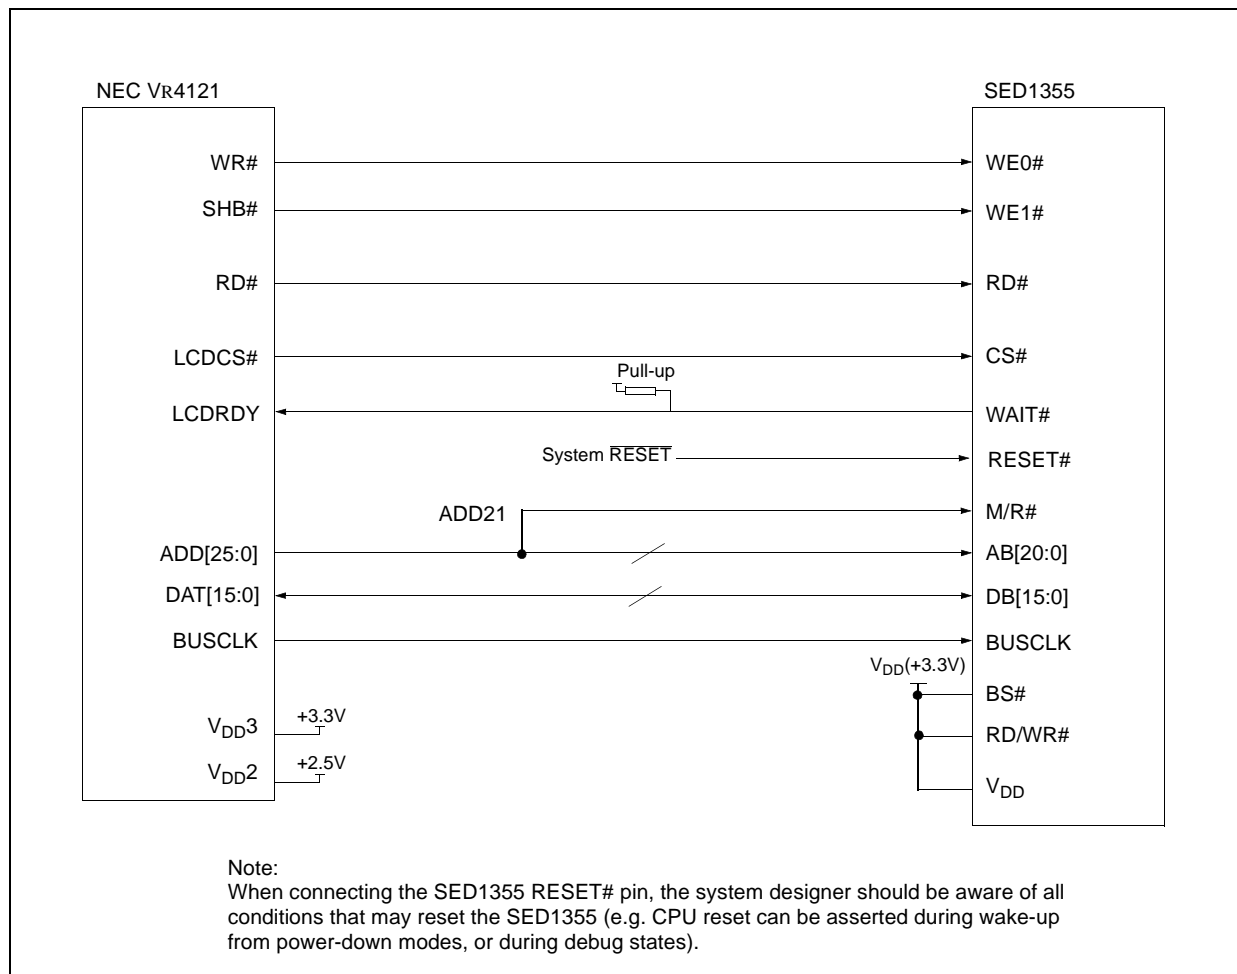 NEC VR4121 SED1355
WR# WE0#
SHB# WE1#
RD# RD#
LCDCS# CS#
Pull-up
LCDRDY WAIT#
System RESET RESET#
ADD21 M/R#
ADD[25:0] AB[20:0]
DAT[15:0] DB[15:0]
BUSCLK BUSCLK
VDD(+3.3V)
BS#
VDD3 +3.3V RD/WR#
VDD2 +2.5V
VDD
Note:
When connecting the SED1355 RESET# pin, the system designer should be aware of all
conditions that may reset the SED1355 (e.g. CPU reset can be asserted during wake-up
from power-down modes, or during debug states).